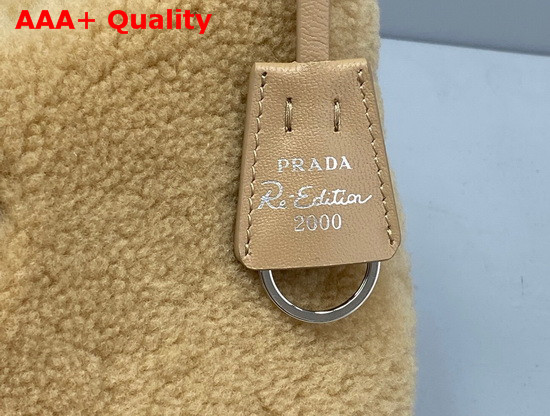 AAA+ Quality
PRADA
Re-Edition
2000